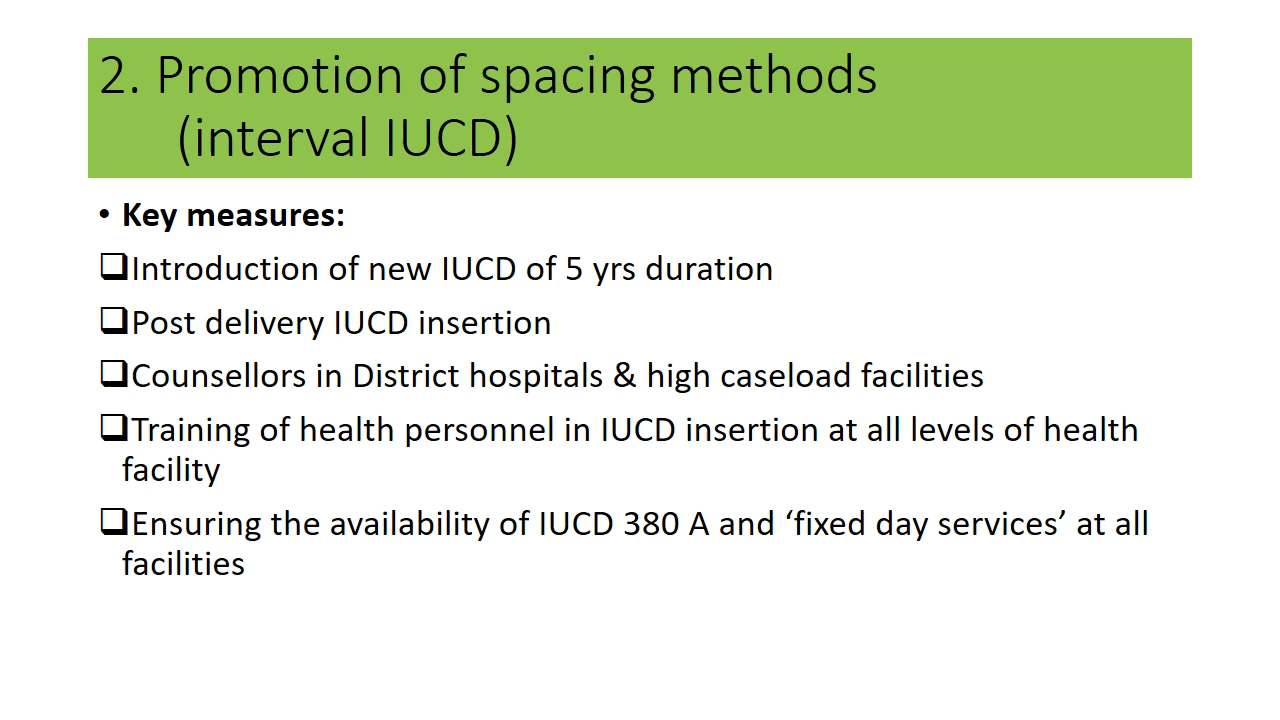 2. Promotion of spacing methods
(interval IUCD)
• Key measures:
❑Introduction of new IUCD of 5 yrs duration
❑Post delivery IUCD insertion
❑Counsellors in District hospitals & high caseload facilities
❑Training of health personnel in IUCD insertion at all levels of health
facility
❑Ensuring the availability of IUCD 380 A and ‘fixed day services’ at all
facilities